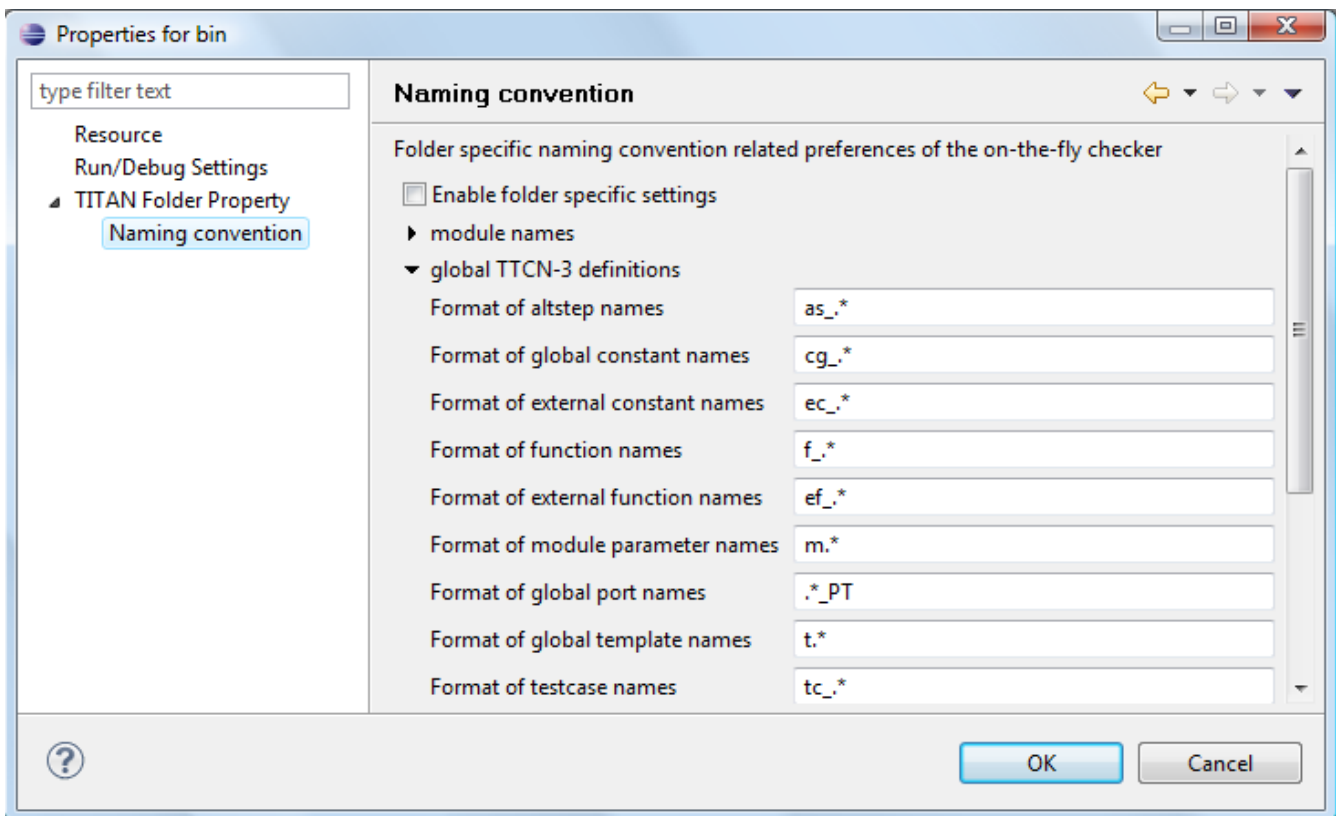 Properties for bin
type filter text
Resource
Run/Debug Settings
TITAN Folder Property
Naming convention
Naming convention
Folder specific naming convention related preferences of the on-the-fly checker
Enable folder specific settings
module names
global TTCN-3 definitions
Format of altstep names as_.*
Format of global constant names cg_.*
Format of external constant names ec_.*
Format of function names f_.*
Format of external function names ef_.*
Format of module parameter names m.*
Format of global port names .*_PT
Format of global template names t.*
Format of testcase names tc_.*
?
OK Cancel